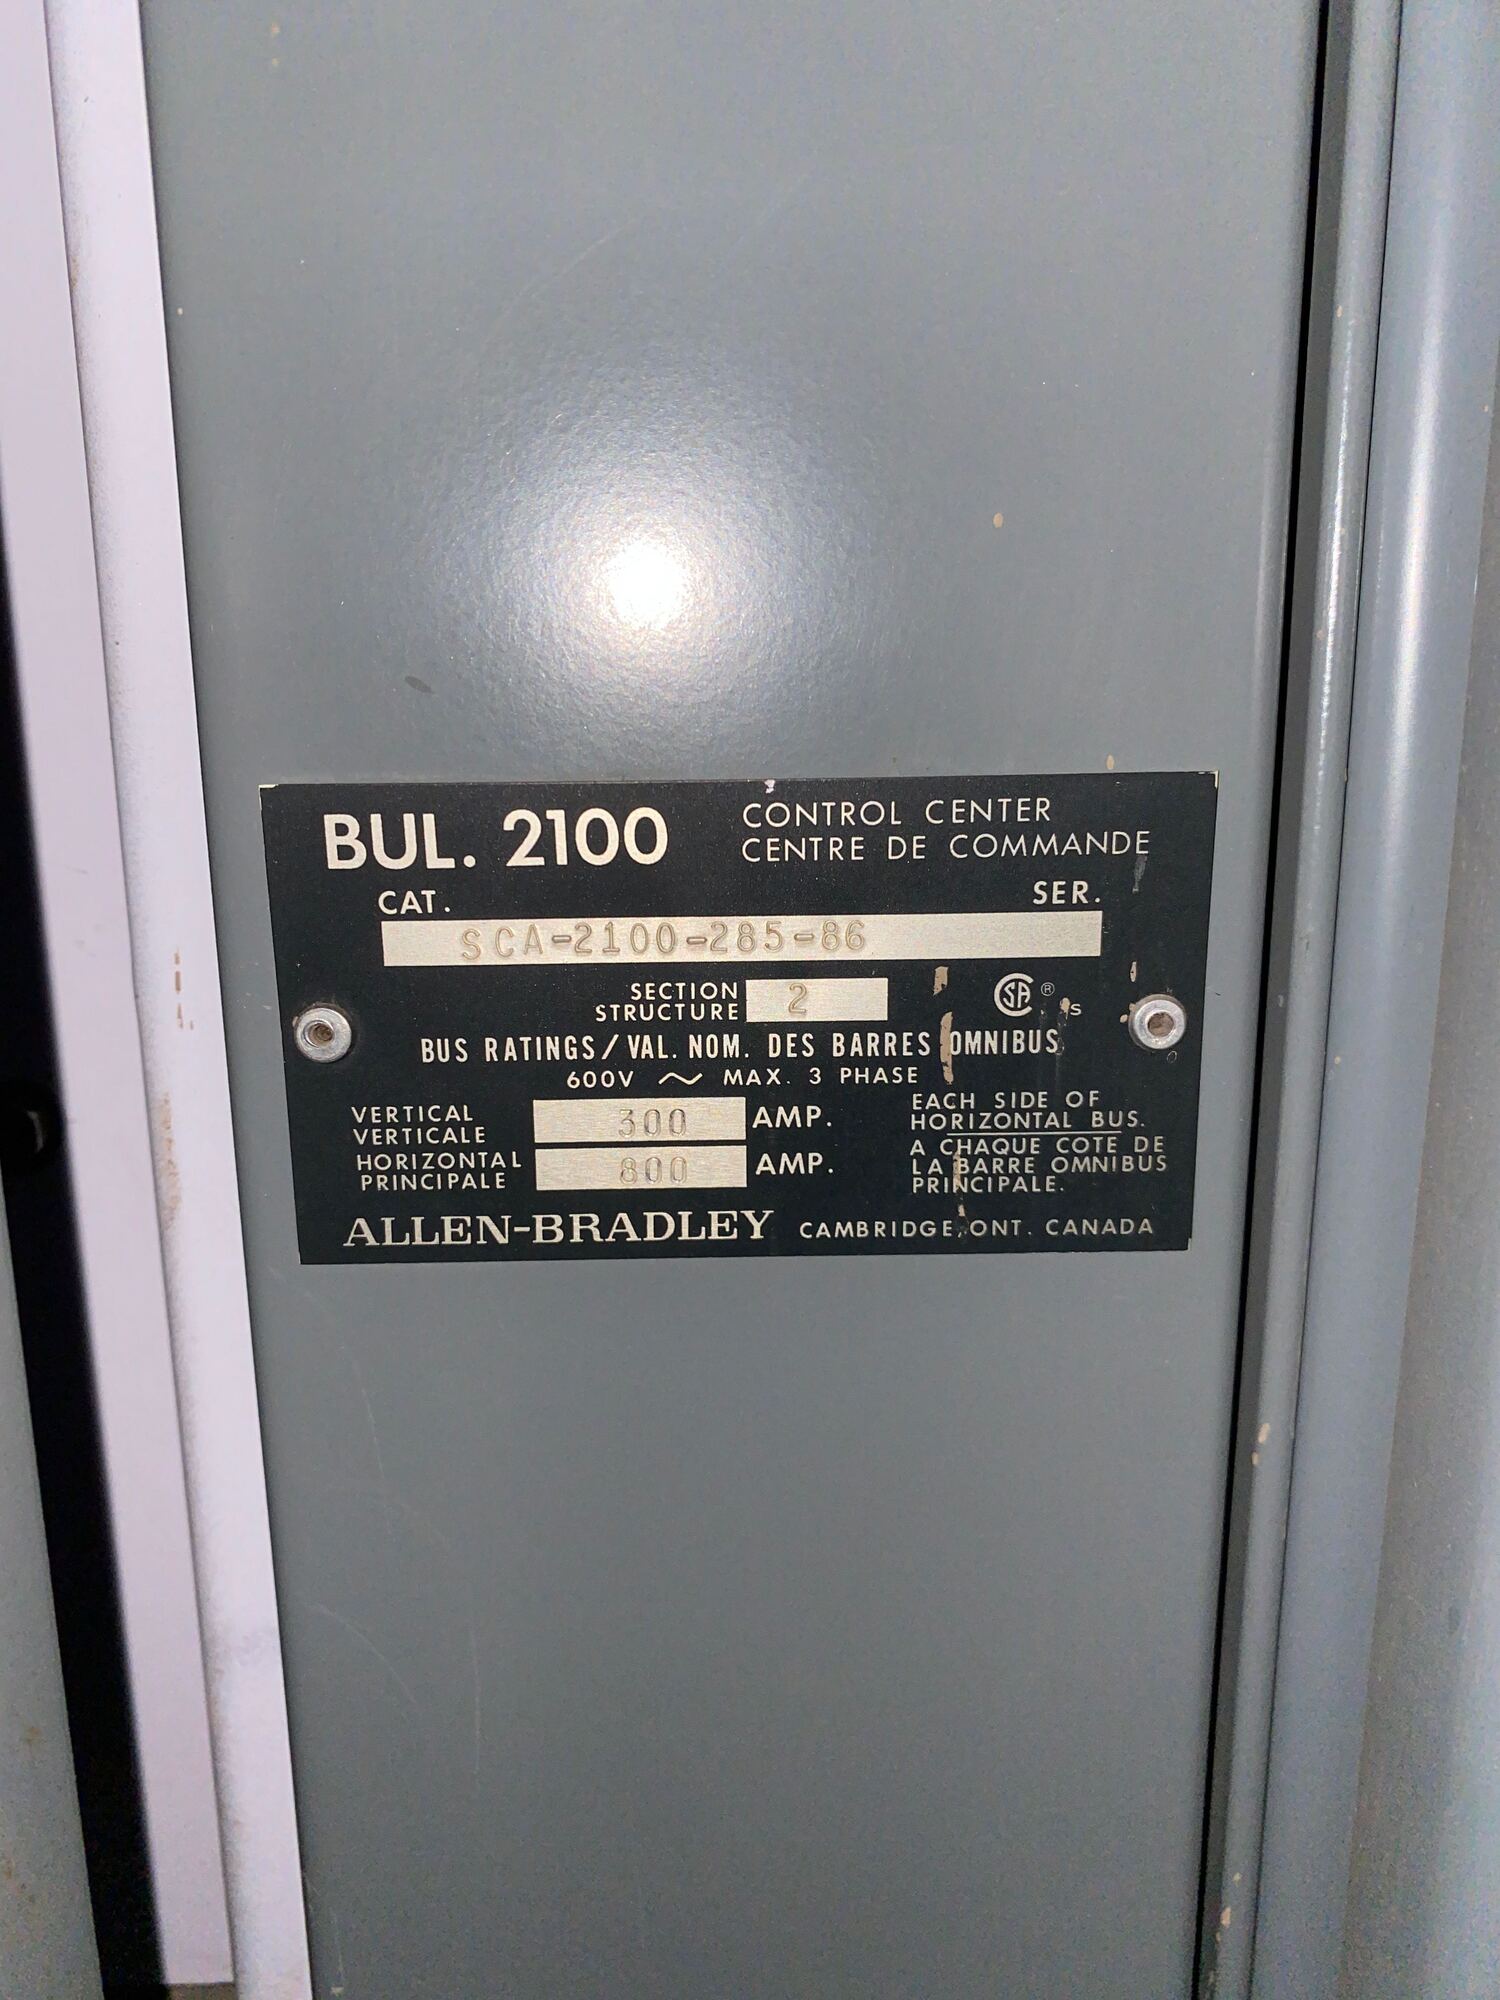 BUL. 2100
CONTROL CENTER
CENTRE DE COMMANDE
CAT.
SER.
SCA-2100-285-86
SECTION
STRUCTURE
2
SA ® S
BUS RATINGS/VAL. NOM. DES BARRES OMNIBUS
600V ~ MAX. 3 PHASE
VERTICAL
VERTICALE
300 AMP.
EACH SIDE OF
HORIZONTAL BUS.
HORIZONTAL
PRINCIPALE
800 AMP.
A CHAQUE COTE DE
LA BARRE OMNIBUS
PRINCIPALE.
ALLEN-BRADLEY CAMBRIDGE, ONT. CANADA